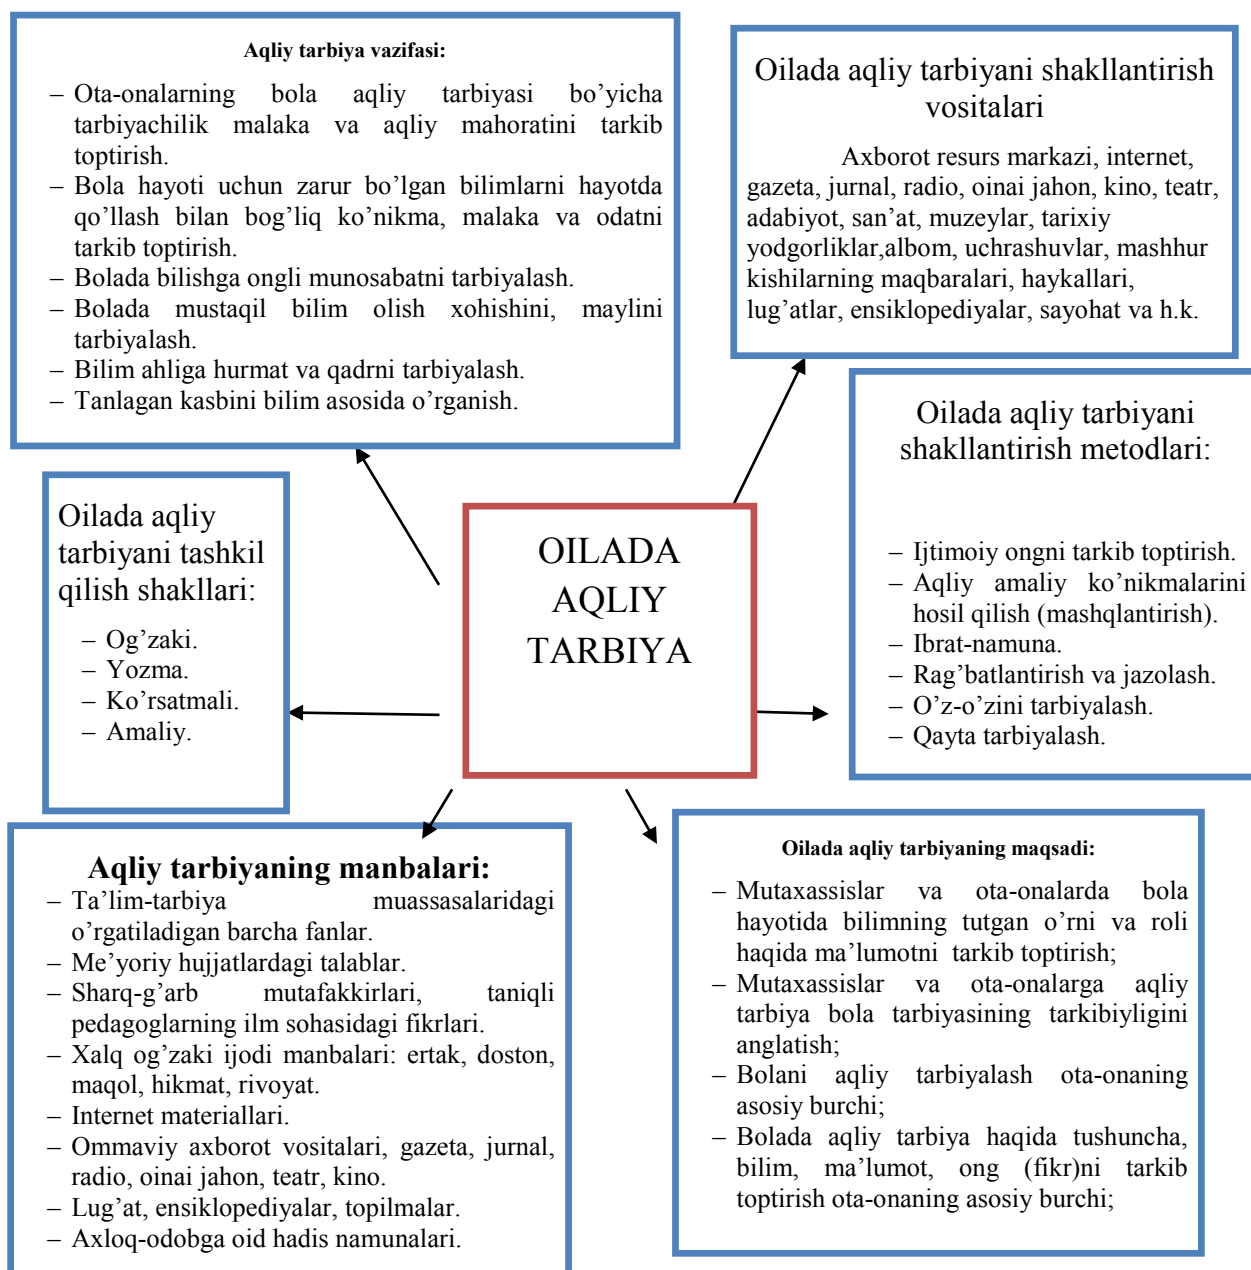 Aqliy tarbiya vazifasi:
– Ota-onalarning bola aqliy tarbiyasi bo’yicha
tarbiyachilik malaka va aqliy mahoratini tarkib
toptirish.
– Bola hayoti uchun zarur bo’lgan bilimlarni hayotda
qo’llash bilan bog’liq ko’nikma, malaka va odatni
tarkib toptirish.
– Bolada bilishga ongli munosabatni tarbiyalash.
– Bolada mustaqil bilim olish xohishini, maylini
tarbiyalash.
– Bilim ahliga hurmat va qadrni tarbiyalash.
– Tanlagan kasbini bilim asosida o’rganish.
Oilada aqliy tarbiyani shakllantirish
vositalari
Axborot resurs markazi, internet,
gazeta, jurnal, radio, oinai jahon, kino, teatr,
adabiyot, san’at, muzeylar, tarixiy
yodgorliklar,albom, uchrashuvlar, mashhur
kishilarning maqbaralari, haykallari,
lug’atlar, ensiklopediyalar, sayohat va h.k.
Oilada aqliy tarbiyani
shakllantirish metodlari:
– Ijtimoiy ongni tarkib toptirish.
– Aqliy amaliy ko’nikmalarini
hosil qilish (mashqlantirish).
– Ibrat-namuna.
– Rag’batlantirish va jazolash.
– O’z-o’zini tarbiyalash.
– Qayta tarbiyalash.
Oilada aqliy
tarbiyani tashkil
qilish shakllari:
– Og’zaki.
– Yozma.
– Ko’rsatmali.
– Amaliy.
OILADA
AQLIY
TARBIYA
Aqliy tarbiyaning manbalari:
– Ta’lim-tarbiya muassasalaridagi
o’rgatiladigan barcha fanlar.
– Me’yoriy hujjatlardagi talablar.
– Sharq-g’arb mutafakkirlari, taniqli
pedagoglarning ilm sohasidagi fikrlari.
– Xalq og’zaki ijodi manbalari: ertak, doston,
maqol, hikmat, rivoyat.
– Internet materiallari.
– Ommaviy axborot vositalari, gazeta, jurnal,
radio, oinai jahon, teatr, kino.
– Lug’at, ensiklopediyalar, topilmalar.
– Axloq-odobga oid hadis namunalari.
Oilada aqliy tarbiyaning maqsadi:
– Mutaxassislar va ota-onalarda bola
hayotida bilimning tutgan o’rni va roli
haqida ma’lumotni tarkib toptirish;
– Mutaxassislar va ota-onalarga aqliy
tarbiya bola tarbiyasining tarkibiyligini
anglatish;
– Bolani aqliy tarbiyalash ota-onaning
asosiy burchi;
– Bolada aqliy tarbiya haqida tushuncha,
bilim, ma’lumot, ong (fikr)ni tarkib
toptirish ota-onaning asosiy burchi;